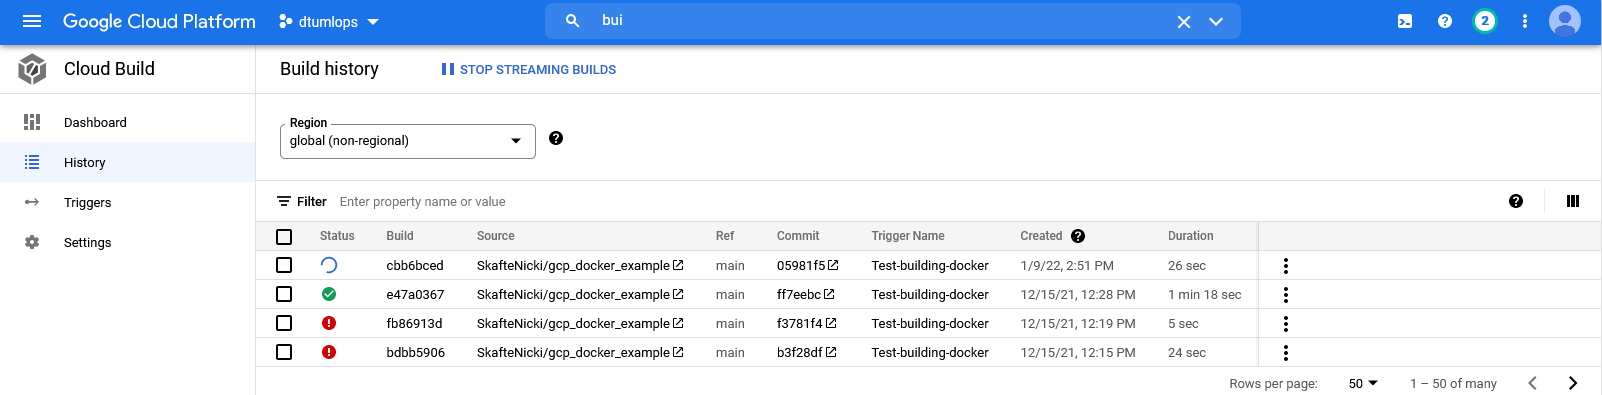 Google Cloud Platform dtumlops bui 2
Cloud Build
Build history STOP STREAMING BUILDS
Dashboard
History
Triggers
Settings
Region
global (non-regional)
Filter Enter property name or value
Status Build Source Ref Commit Trigger Name Created Duration
cbb6bced SkafteNicki/gcp_docker_example main 05981f5 Test-building-docker 1/9/22, 2:51 PM 26 sec
e47a0367 SkafteNicki/gcp_docker_example main ff7eebc Test-building-docker 12/15/21, 12:28 PM 1 min 18 sec
fb86913d SkafteNicki/gcp_docker_example main f3781f4 Test-building-docker 12/15/21, 12:19 PM 5 sec
bdbb5906 SkafteNicki/gcp_docker_example main b3f28df Test-building-docker 12/15/21, 12:15 PM 24 sec
Rows per page: 50 1 – 50 of many